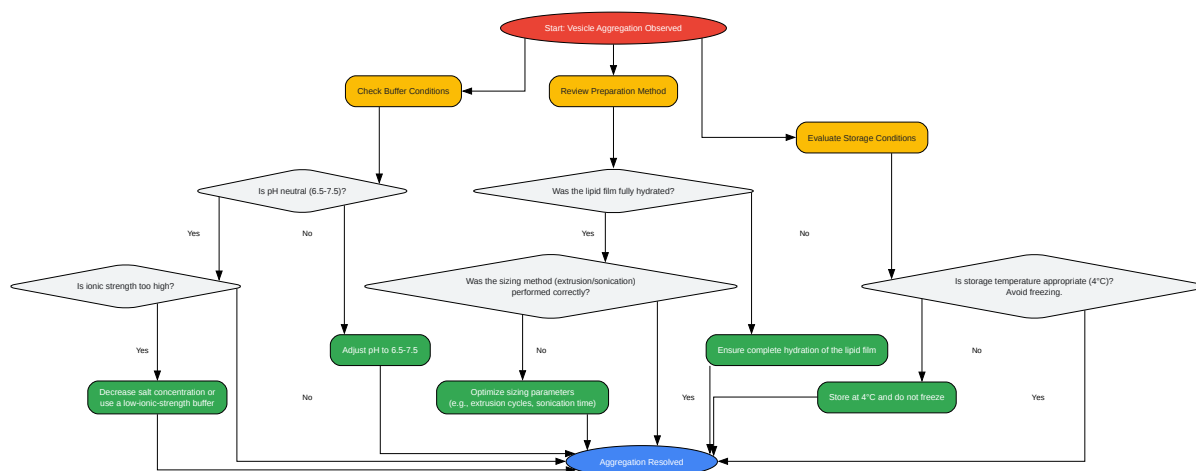 Start: Vesicle Aggregation Observed
Check Buffer Conditions
Review Preparation Method
Evaluate Storage Conditions
Is pH neutral (6.5-7.5)?
Was the lipid film fully hydrated?
Yes
No
Yes
No
Is ionic strength too high?
Was the sizing method (extrusion/sonication)
performed correctly?
Is storage temperature appropriate (4°C)?
Avoid freezing.
Yes
Adjust pH to 6.5-7.5
No
Ensure complete hydration of the lipid film
No
Decrease salt concentration or
use a low-ionic-strength buffer
No
Optimize sizing parameters
(e.g., extrusion cycles, sonication time)
Yes
Store at 4°C and do not freeze
Yes
Aggregation Resolved